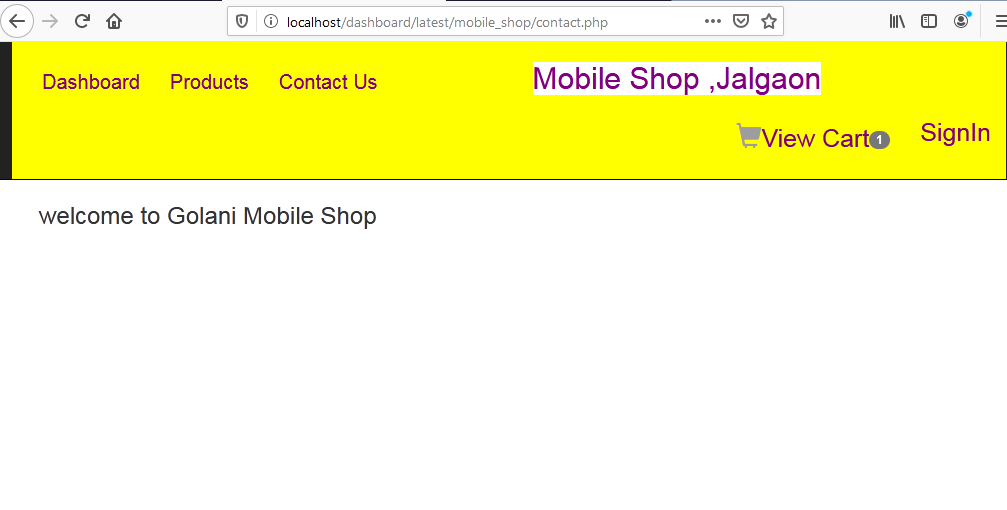 localhost/dashboard/latest/mobile_shop/contact.php
Dashboard Products Contact Us Mobile Shop ,Jalgaon
View Cart 1 SignIn
welcome to Golani Mobile Shop